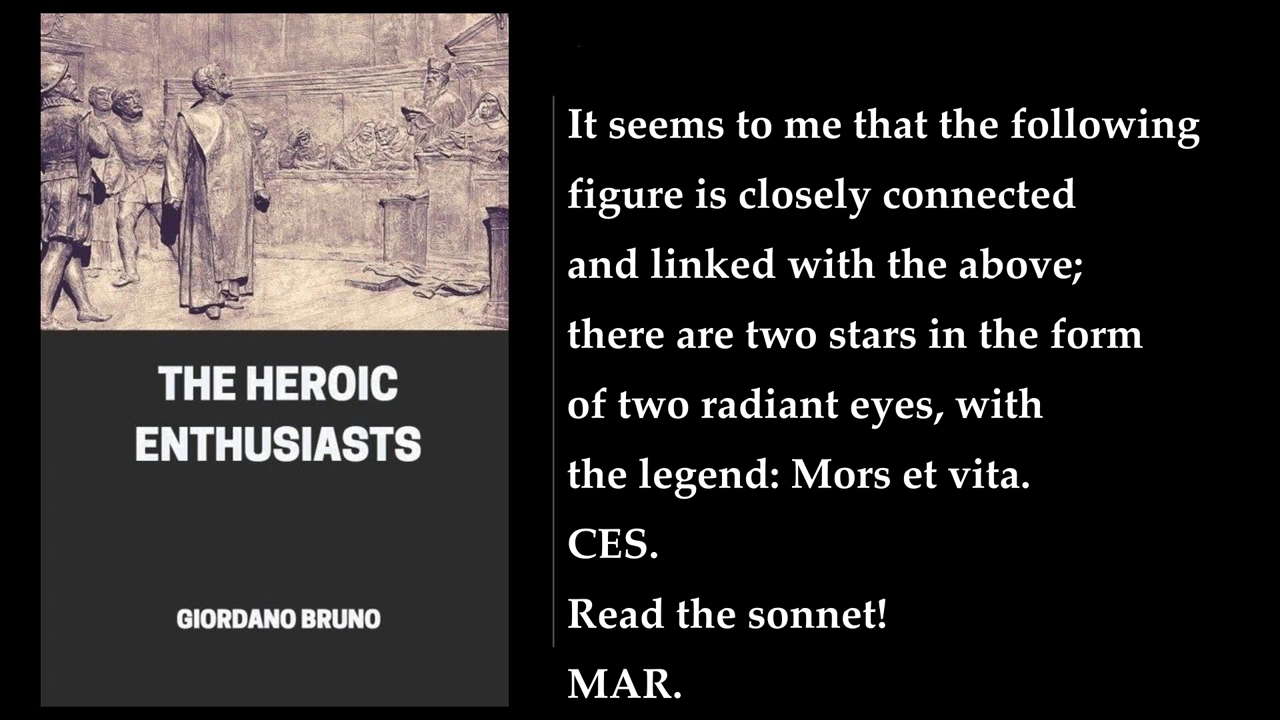 THE HEROIC
ENTHUSIASTS
GIORDANO BRUNO
It seems to me that the following
figure is closely connected
and linked with the above;
there are two stars in the form
of two radiant eyes, with
the legend: Mors et vita.
CES.
Read the sonnet!
MAR.